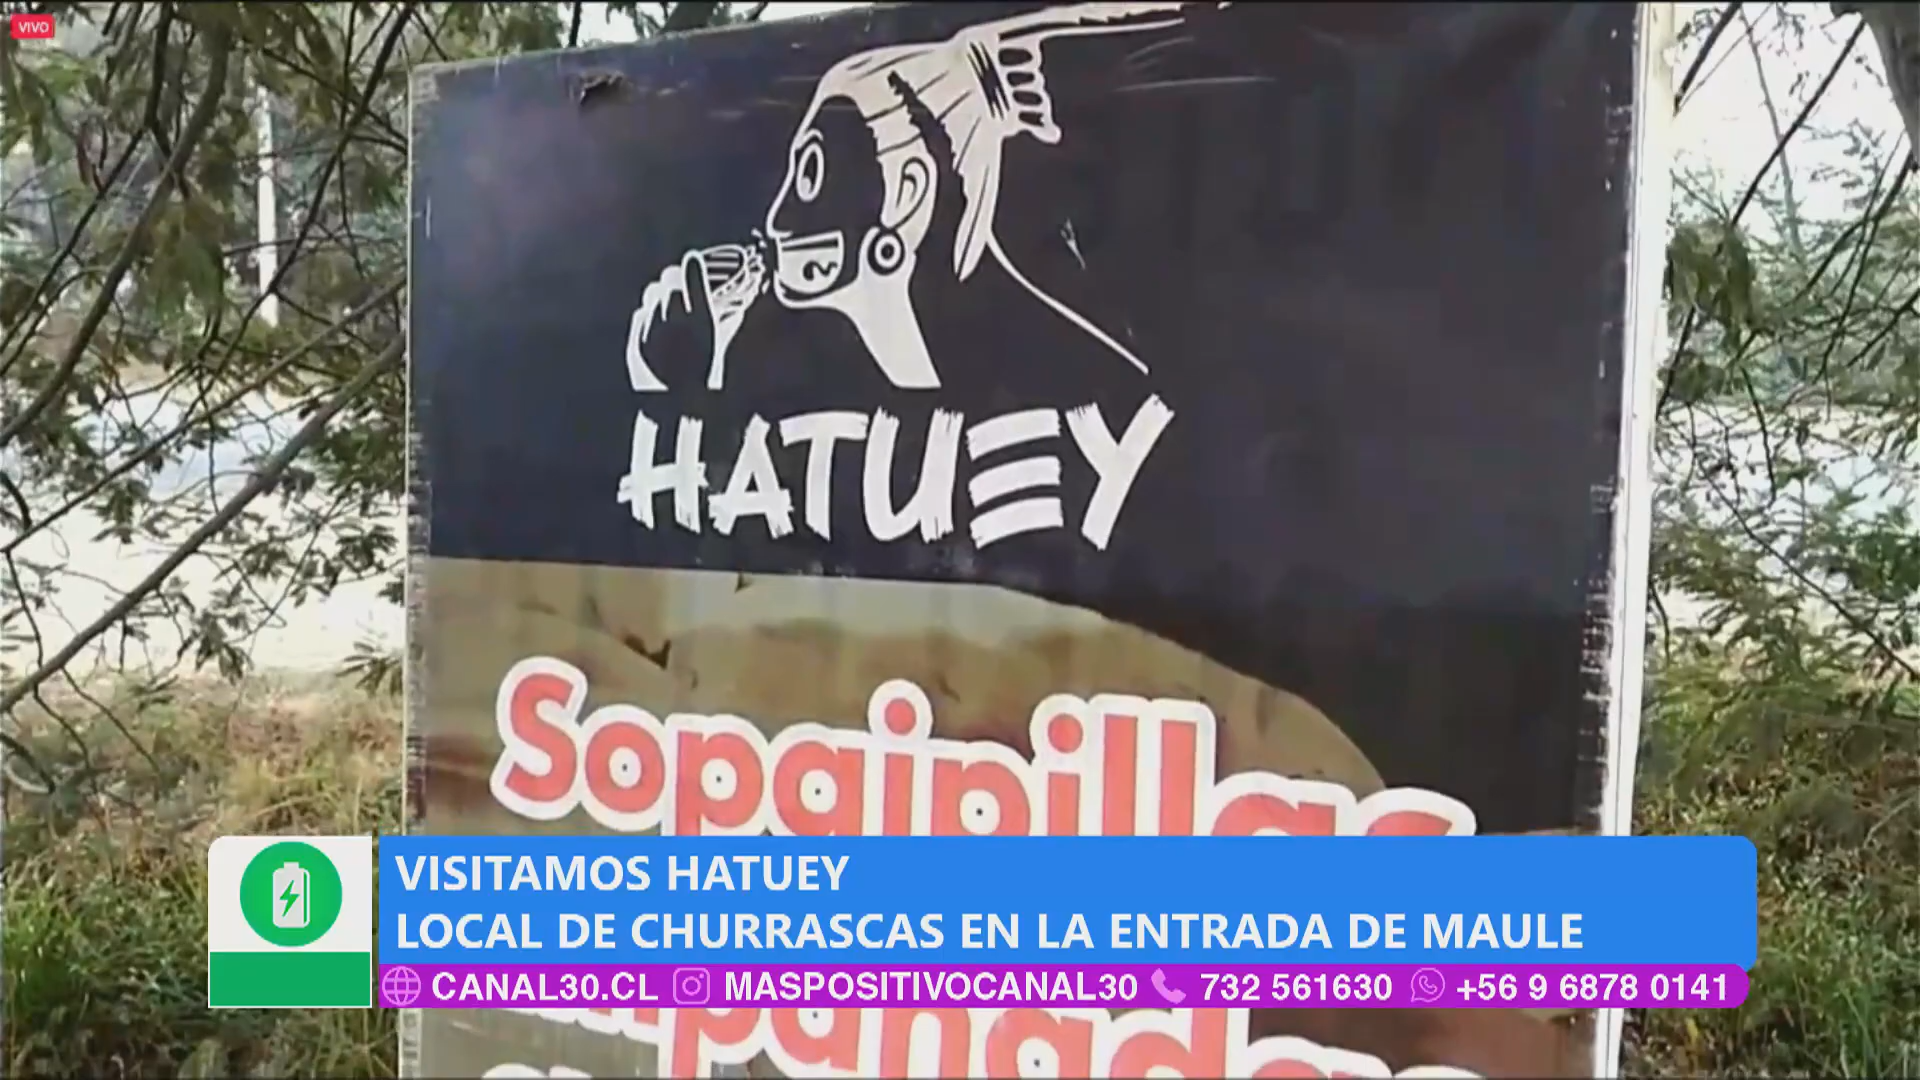 VIVO
HATUEY
Sopaipillas
VISITAMOS HATUEY
LOCAL DE CHURRASCAS EN LA ENTRADA DE MAULE
CANAL30.CL MASPOSITIVOCANAL30 732 561630 +56 9 6878 0141